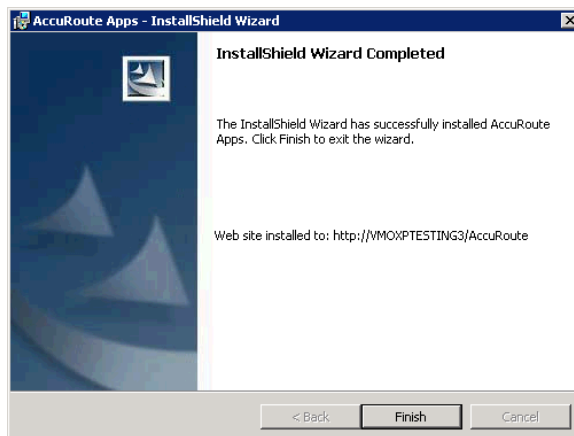 AccuRoute Apps - InstallShield Wizard
InstallShield Wizard Completed
The InstallShield Wizard has successfully installed AccuRoute
Apps. Click Finish to exit the wizard.
Web site installed to: http://VMOXPTESTING3/AccuRoute
< Back
Finish
Cancel